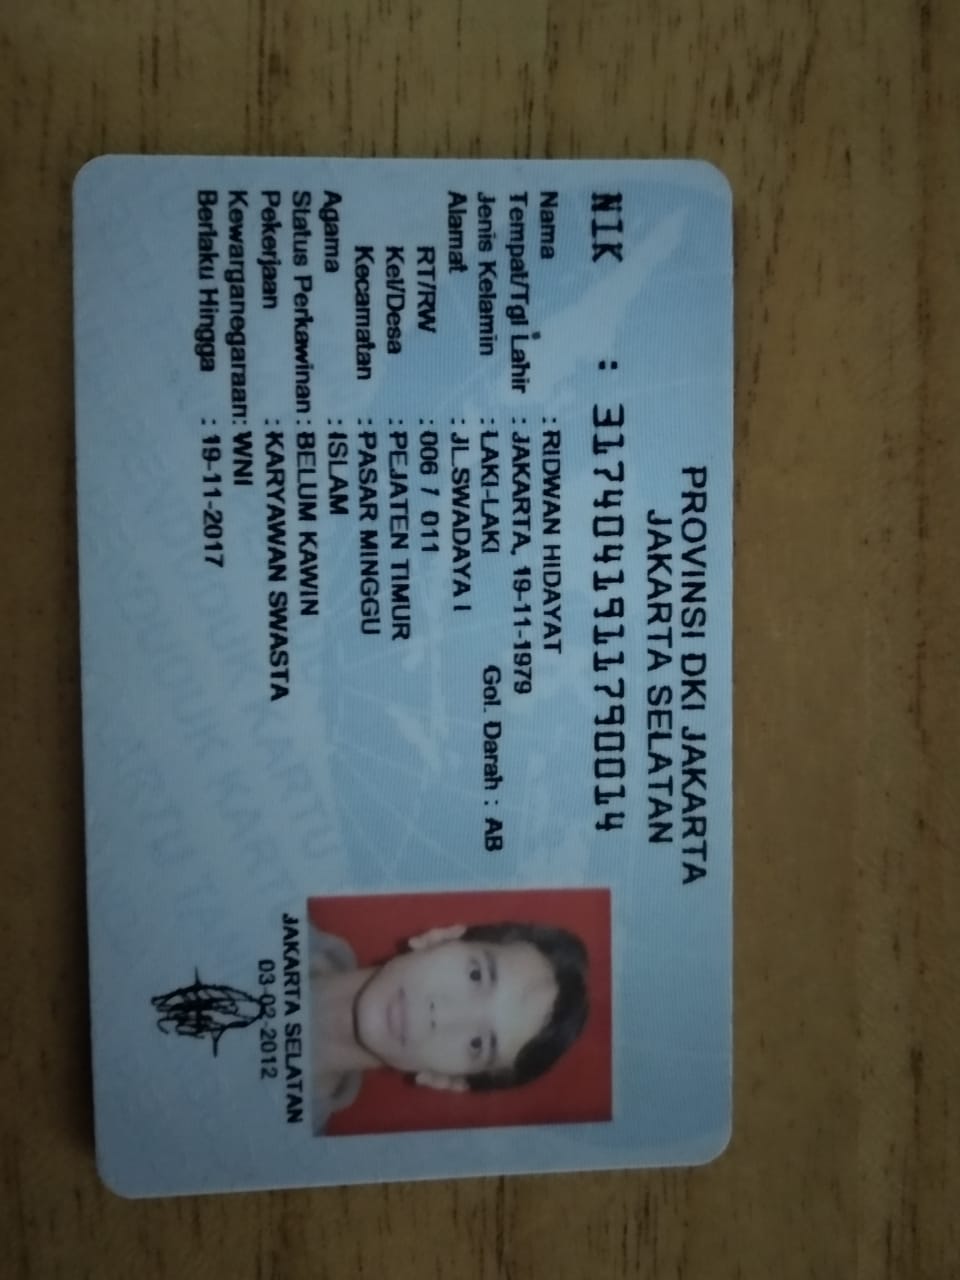 PROVINSI DKI JAKARTA
JAKARTA SELATAN
NIK : 3174041911790014
Nama : RIDWAN HIDAYAT
Tempat/Tgl Lahir : JAKARTA, 19-11-1979
Jenis Kelamin : LAKI-LAKI Gol. Darah : AB
Alamat : JL.SWADAYA I
RT/RW : 006 / 011
Kel/Desa : PEJATEN TIMUR
Kecamatan : PASAR MINGGU
Agama : ISLAM
Status Perkawinan : BELUM KAWIN
Pekerjaan : KARYAWAN SWASTA
Kewarganegaraan: WNI
Berlaku Hingga : 19-11-2017
JAKARTA SELATAN
03-02-2012